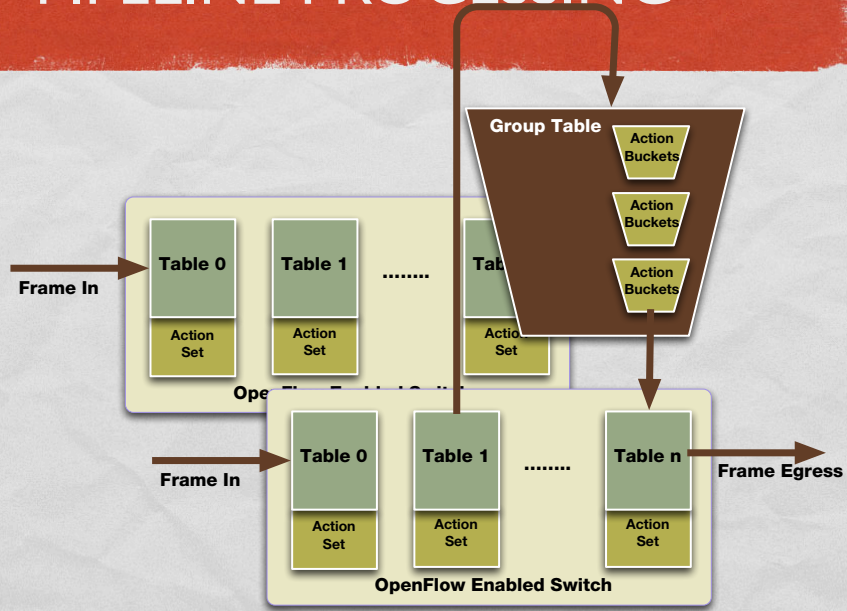 PIPELINE PROCESSING
Group Table
Action
Buckets
Action
Buckets
Action
Buckets
Table 0
Table 1
........
Frame In
Action
Set
Action
Set
Action
Set
Table 0
Table 1
........
Table n
Frame In
Frame Egress
Action
Set
Action
Set
Action
Set
OpenFlow Enabled Switch